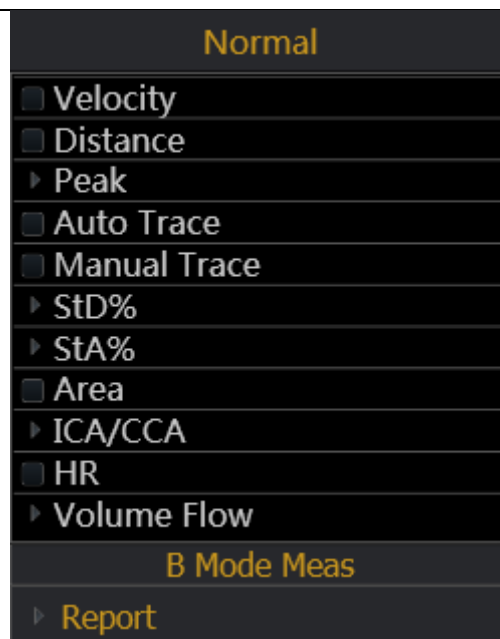 Normal
Velocity
Distance
Peak
Auto Trace
Manual Trace
StD%
StA%
Area
ICA/CCA
HR
Volume Flow
B Mode Meas
Report